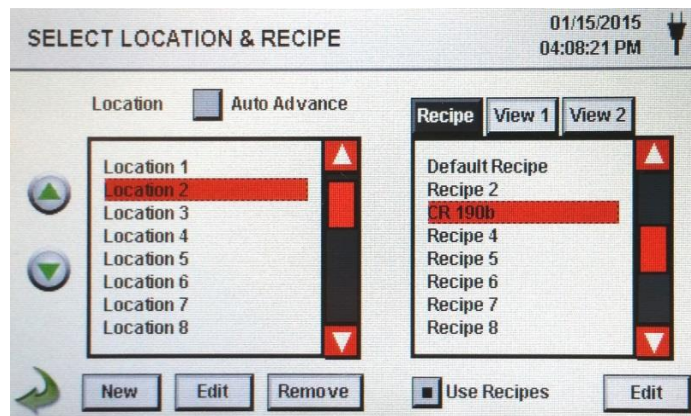 SELECT LOCATION & RECIPE
01/15/2015
04:08:21 PM
Location
Auto Advance
Recipe View 1 View 2
Location 1
Location 2
Location 3
Location 4
Location 5
Location 6
Location 7
Location 8
Default Recipe
Recipe 2
CR 190b
Recipe 4
Recipe 5
Recipe 6
Recipe 7
Recipe 8
New Edit Remove
Use Recipes
Edit